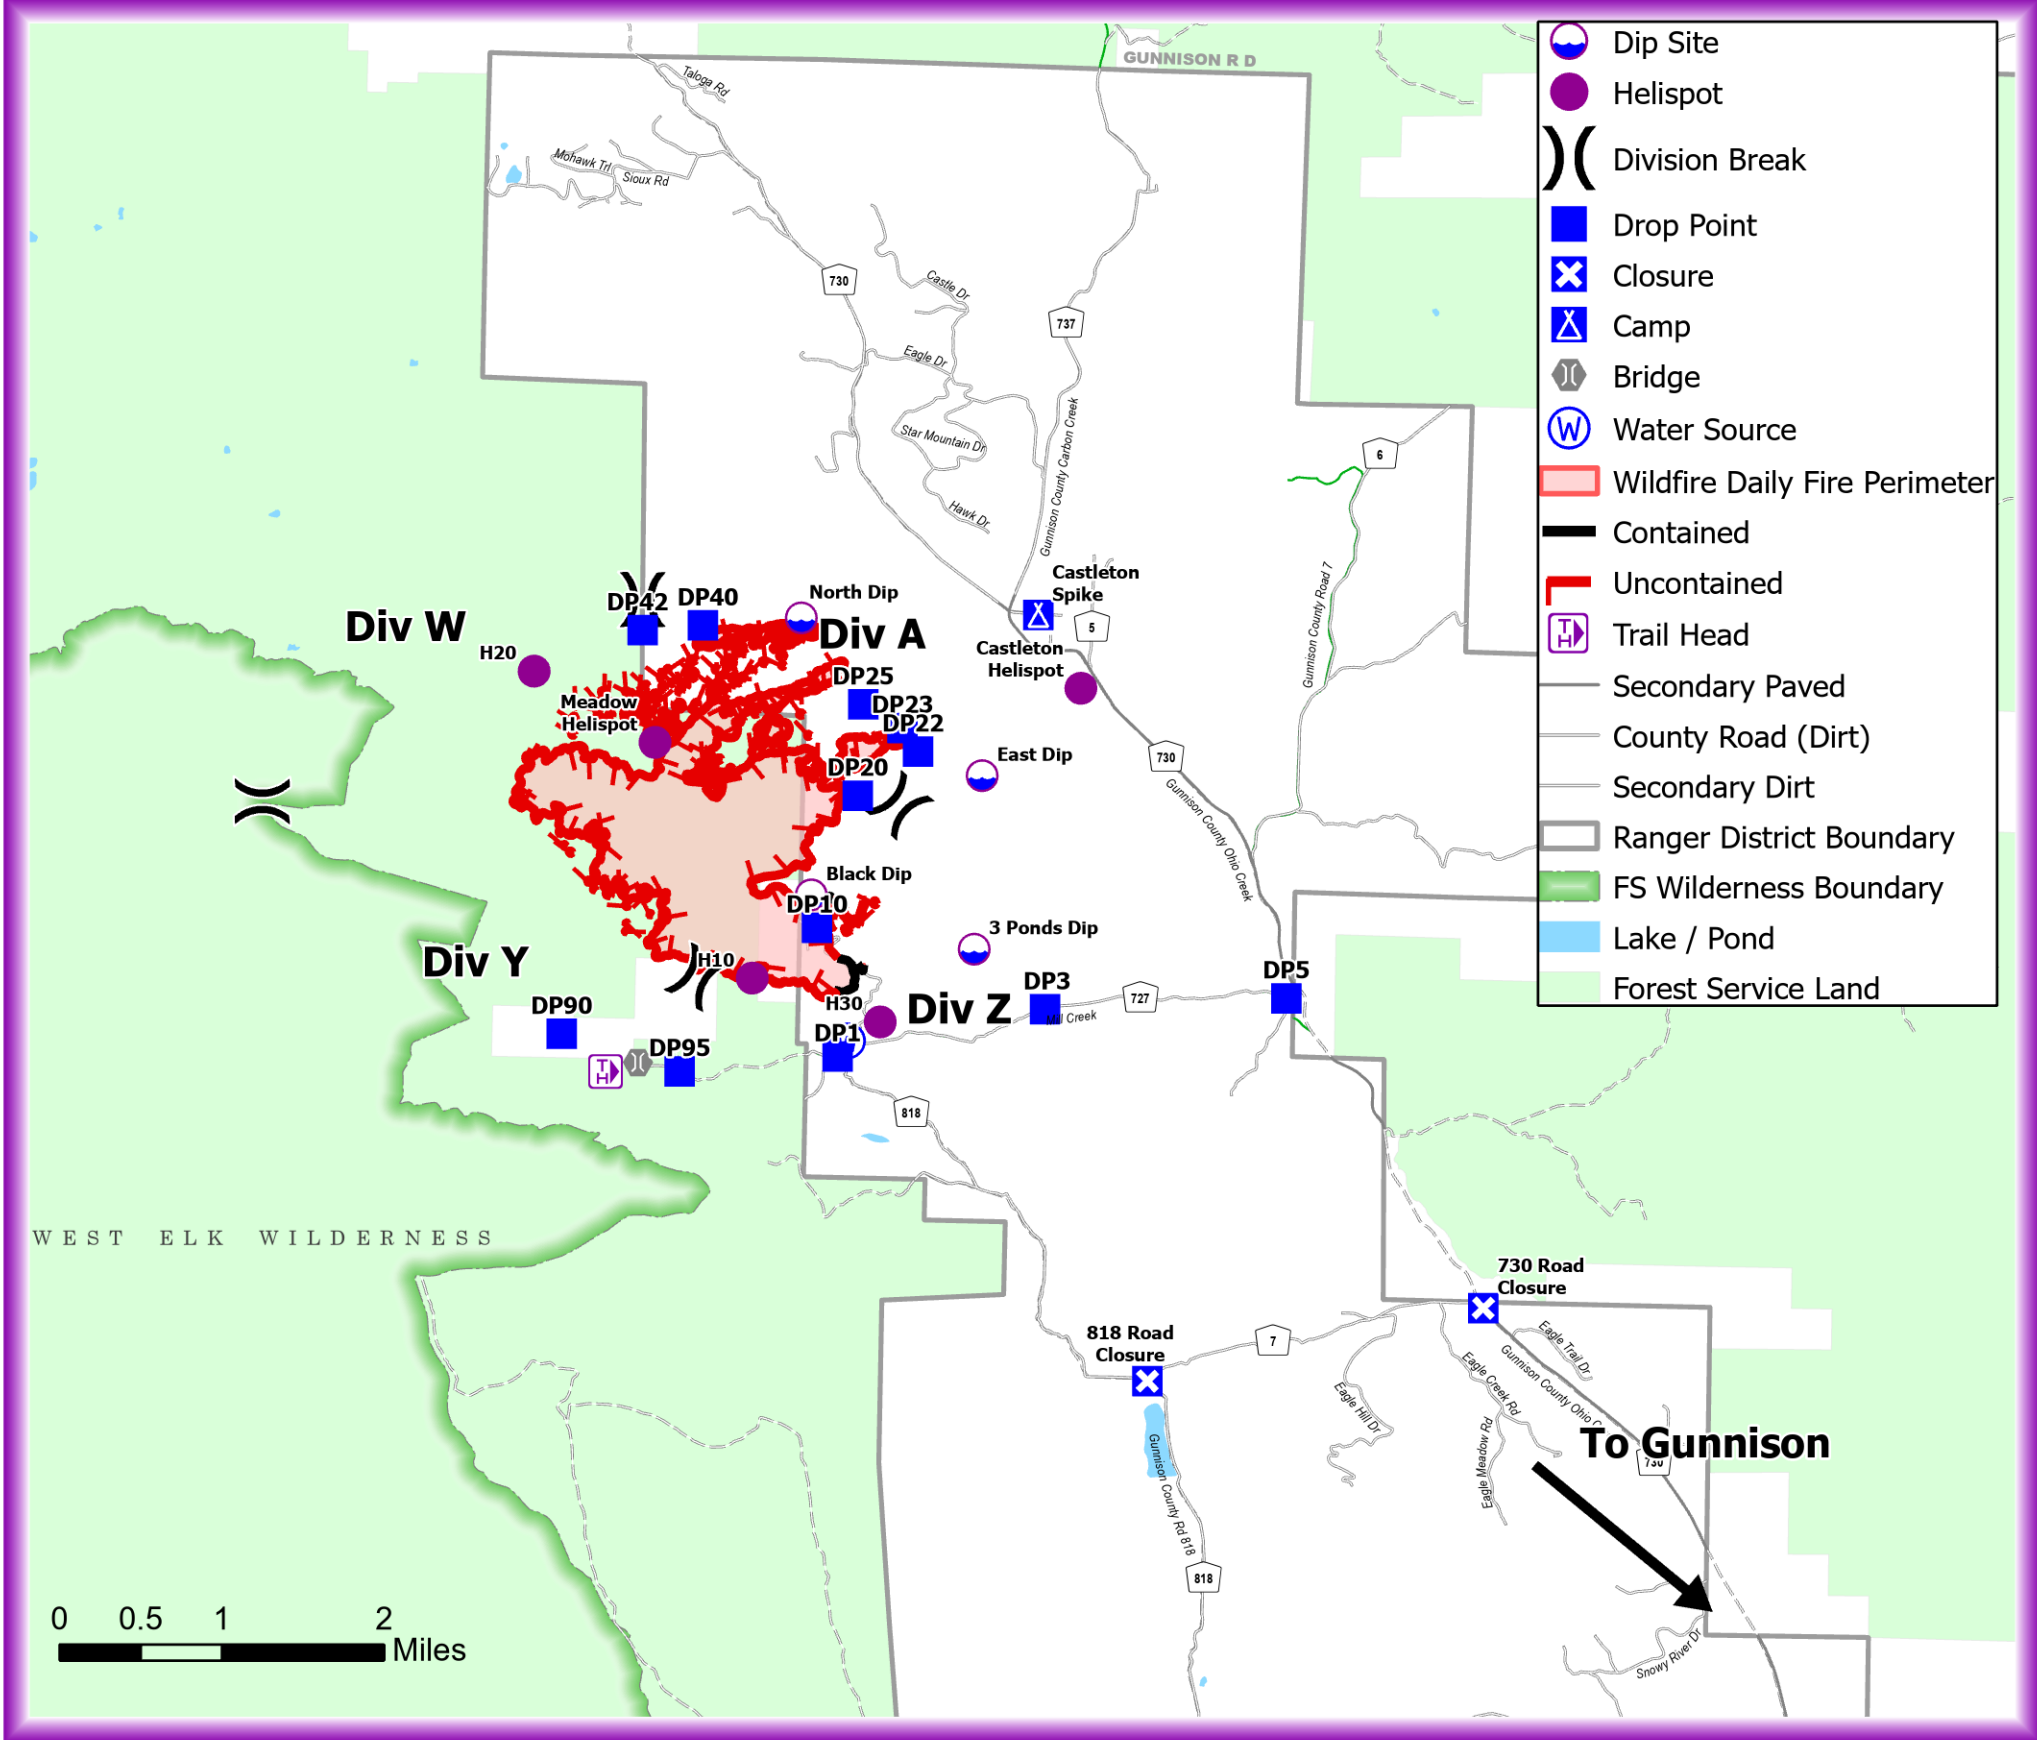 GUNNISON R D
Taloga Rd
Mohawk Trl
Sioux Rd
730
Castle Dr
737
Eagle Dr
Star Mountain Dr
Hawk Dr
Gunnison County Carbon Creek
6
Gunnison County Road 7
Castleton
Spike
5
Castleton
Helispot
North Dip
DP42
DP40
Div W
Div A
H20
DP25
Meadow
Helispot
DP23
DP22
DP20
East Dip
730
Gunnison County Ohio Creek
Black Dip
DP10
3 Ponds Dip
Div Y
H10
DP5
DP3
727
Mill Creek
H30
Div Z
DP90
DP1
TH
DP95
818
WEST ELK WILDERNESS
730 Road
Closure
818 Road
Closure
7
Eagle Trail Dr
Gunnison County Ohio C
Eagle Creek Rd
Eagle Hill Dr
Eagle Meadow Rd
To Gunnison
730
Gunnison County Rd 818
818
Snowy River Dr
0 0.5 1 2
Miles
Dip Site
Helispot
Division Break
Drop Point
Closure
Camp
Bridge
W Water Source
Wildfire Daily Fire Perimeter
Contained
Uncontained
TH Trail Head
Secondary Paved
County Road (Dirt)
Secondary Dirt
Ranger District Boundary
FS Wilderness Boundary
Lake / Pond
Forest Service Land